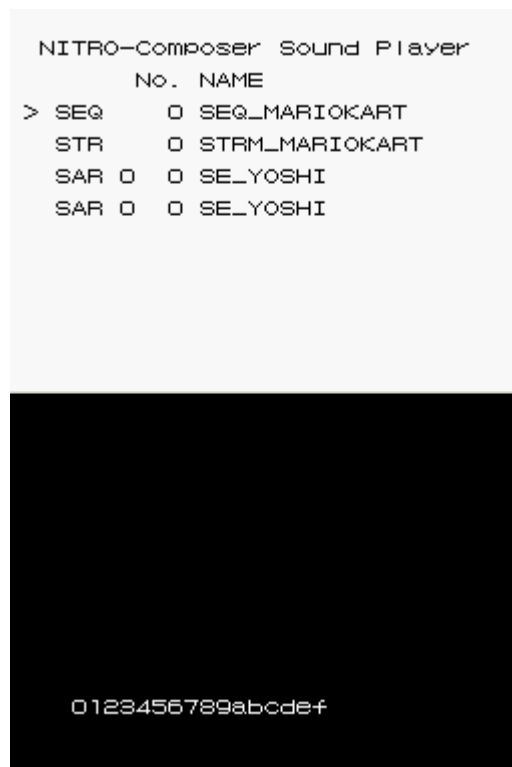 NITRO-Composer Sound Player
No. NAME
> SEQ 0 SEQ_MARIOKART
STR 0 STRM_MARIOKART
SAR 0 0 SE_YOSHI
SAR 0 0 SE_YOSHI
0123456789abcdef